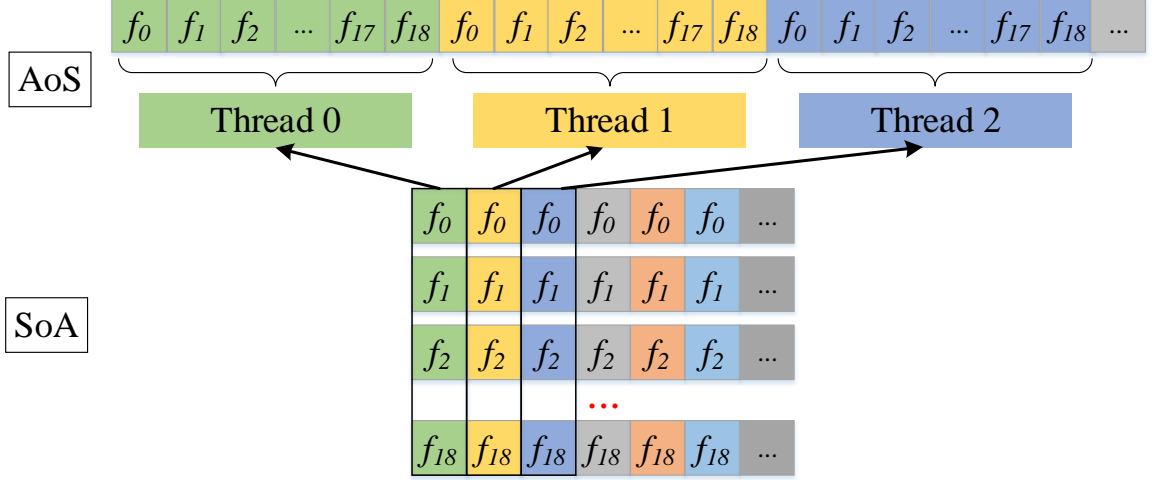 f0 f1 f2 ... f17 f18 f0 f1 f2 ... f17 f18 f0 f1 f2 ... f17 f18 ...
AoS
Thread 0 Thread 1 Thread 2
f0 f0 f0 f0 f0 f0 ...
f1 f1 f1 f1 f1 f1 ...
SoA
f2 f2 f2 f2 f2 f2 ...
...
f18 f18 f18 f18 f18 f18 ...